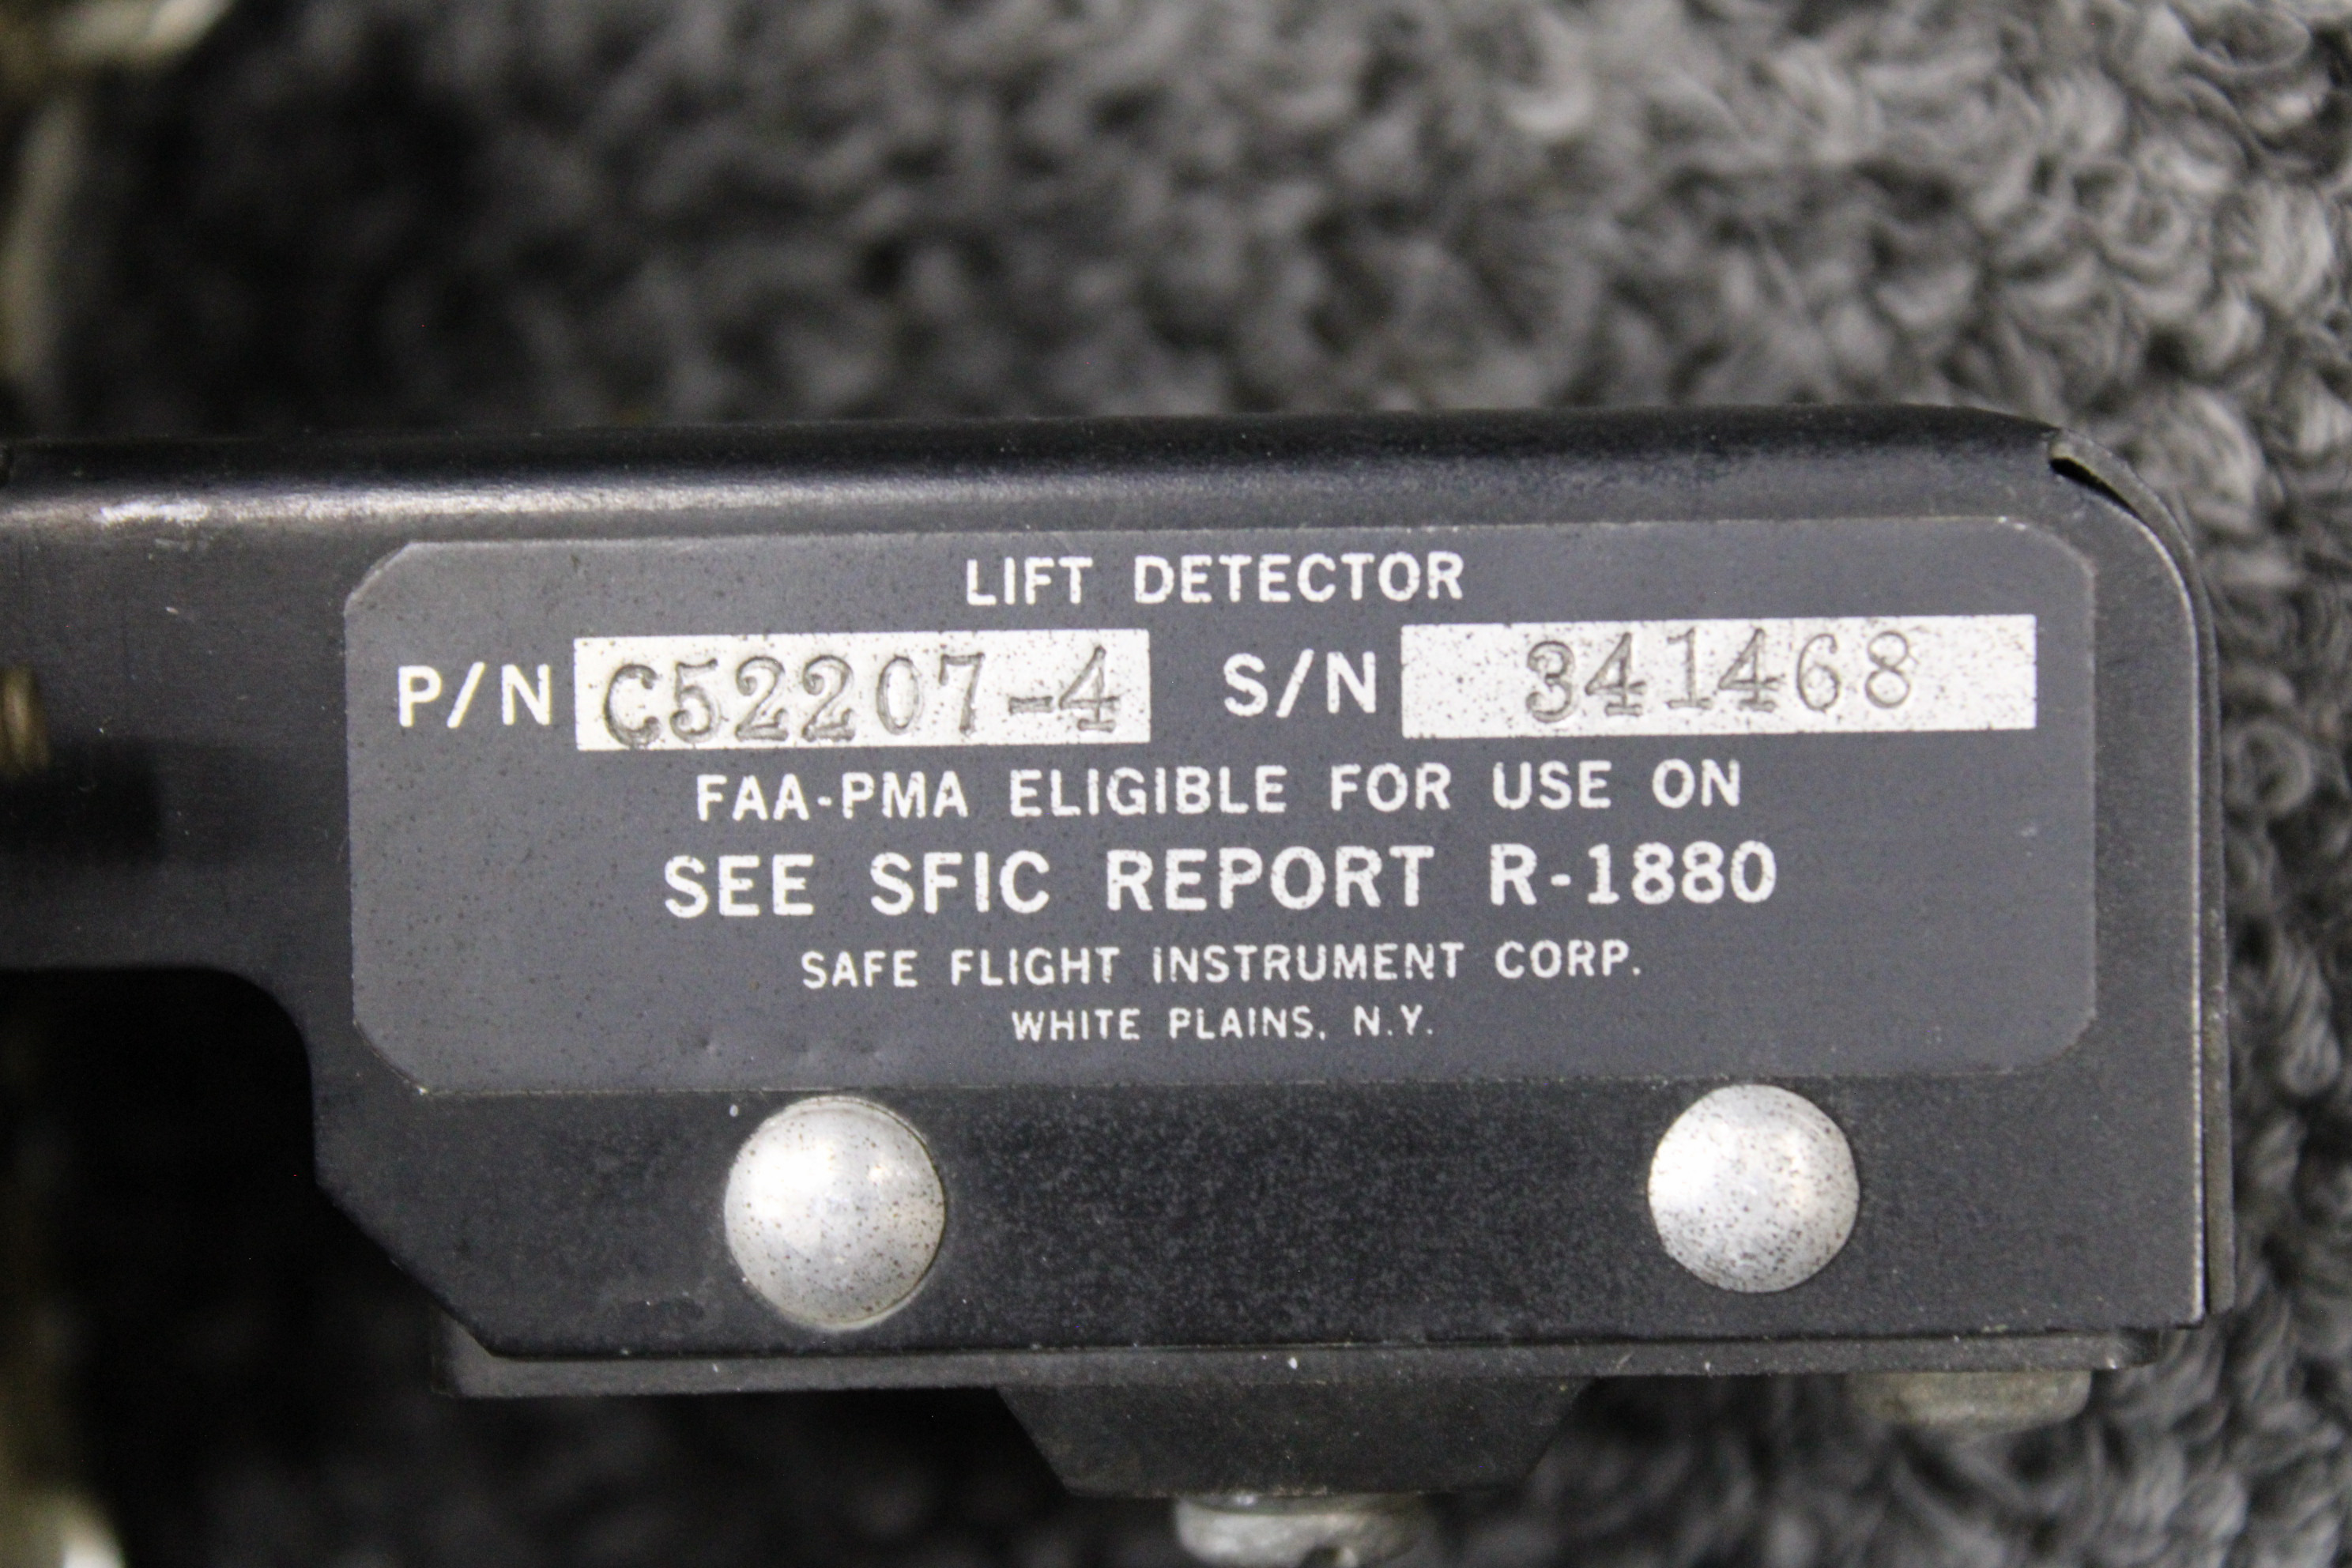 LIFT DETECTOR
P/N C52207-4 S/N 341468
FAA-PMA ELIGIBLE FOR USE ON
SEE SFIC REPORT R-1880
SAFE FLIGHT INSTRUMENT CORP.
WHITE PLAINS, N.Y.